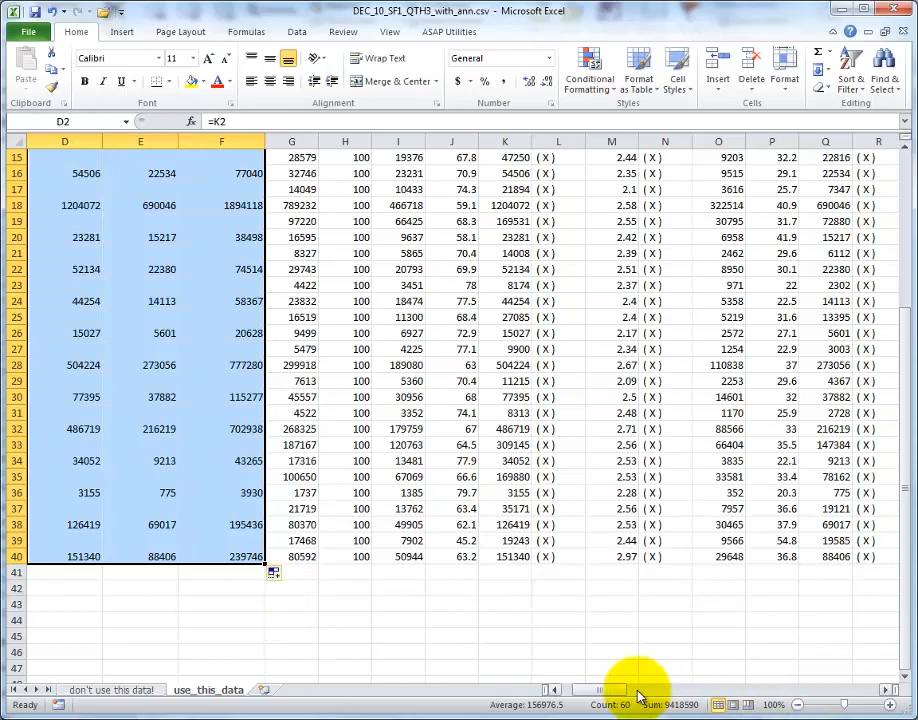 DEC_10_SF1_QTH3_with_ann.csv - Microsoft Excel
File Home Insert Page Layout Formulas Data Review View ASAP Utilities
Paste
Calibri 11
Wrap Text
General
Conditional Formatting
Format as Table
Cell Styles
Insert
Delete
Format
Sort & Filter
Find & Select
B I U
Merge & Center
$ % ,
Clipboard Font Alignment Number Styles Cells Editing
D2 fx =K2
D E F G H I J K L M N O P Q R
15 28579 100 19376 67.8 47250 ( X ) 2.44 ( X ) 9203 32.2 22816 ( X )
16 54506 22534 77040 32746 100 23231 70.9 54506 ( X ) 2.35 ( X ) 9515 29.1 22534 ( X )
17 14049 100 10433 74.3 21894 ( X ) 2.1 ( X ) 3616 25.7 7347 ( X )
18 1204072 690046 1894118 789232 100 466718 59.1 1204072 ( X ) 2.58 ( X ) 322514 40.9 690046 ( X )
19 97220 100 66425 68.3 169531 ( X ) 2.55 ( X ) 30795 31.7 72880 ( X )
20 23281 15217 38498 16595 100 9637 58.1 23281 ( X ) 2.42 ( X ) 6958 41.9 15217 ( X )
21 8327 100 5865 70.4 14008 ( X ) 2.39 ( X ) 2462 29.6 6112 ( X )
22 52134 22380 74514 29743 100 20793 69.9 52134 ( X ) 2.51 ( X ) 8950 30.1 22380 ( X )
23 4422 100 3451 78 8174 ( X ) 2.37 ( X ) 971 22 2302 ( X )
24 44254 14113 58367 23832 100 18474 77.5 44254 ( X ) 2.4 ( X ) 5358 22.5 14113 ( X )
25 16519 100 11300 68.4 27085 ( X ) 2.4 ( X ) 5219 31.6 13395 ( X )
26 15027 5601 20628 9499 100 6927 72.9 15027 ( X ) 2.17 ( X ) 2572 27.1 5601 ( X )
27 5479 100 4225 77.1 9900 ( X ) 2.34 ( X ) 1254 22.9 3003 ( X )
28 504224 273056 777280 299918 100 189080 63 504224 ( X ) 2.67 ( X ) 110838 37 273056 ( X )
29 7613 100 5360 70.4 11215 ( X ) 2.09 ( X ) 2253 29.6 4367 ( X )
30 77395 37882 115277 45557 100 30956 68 77395 ( X ) 2.5 ( X ) 14601 32 37882 ( X )
31 4522 100 3352 74.1 8313 ( X ) 2.48 ( X ) 1170 25.9 2728 ( X )
32 486719 216219 702938 268325 100 179759 67 486719 ( X ) 2.71 ( X ) 88566 33 216219 ( X )
33 187167 100 120763 64.5 309145 ( X ) 2.56 ( X ) 66404 35.5 147384 ( X )
34 34052 9213 43265 17316 100 13481 77.9 34052 ( X ) 2.53 ( X ) 3835 22.1 9213 ( X )
35 100650 100 67069 66.6 169880 ( X ) 2.53 ( X ) 33581 33.4 78162 ( X )
36 3155 775 3930 1737 100 1385 79.7 3155 ( X ) 2.28 ( X ) 352 20.3 775 ( X )
37 21719 100 13762 63.4 35171 ( X ) 2.56 ( X ) 7957 36.6 19121 ( X )
38 126419 69017 195436 80370 100 49905 62.1 126419 ( X ) 2.53 ( X ) 30465 37.9 69017 ( X )
39 17468 100 7902 45.2 19243 ( X ) 2.44 ( X ) 9566 54.8 19585 ( X )
40 151340 88406 239746 80592 100 50944 63.2 151340 ( X ) 2.97 ( X ) 29648 36.8 88406 ( X )
41
42
43
44
45
46
47
don't use this data! use_this_data
Ready Average: 156976.5 Count: 60 Sum: 9418590 100%